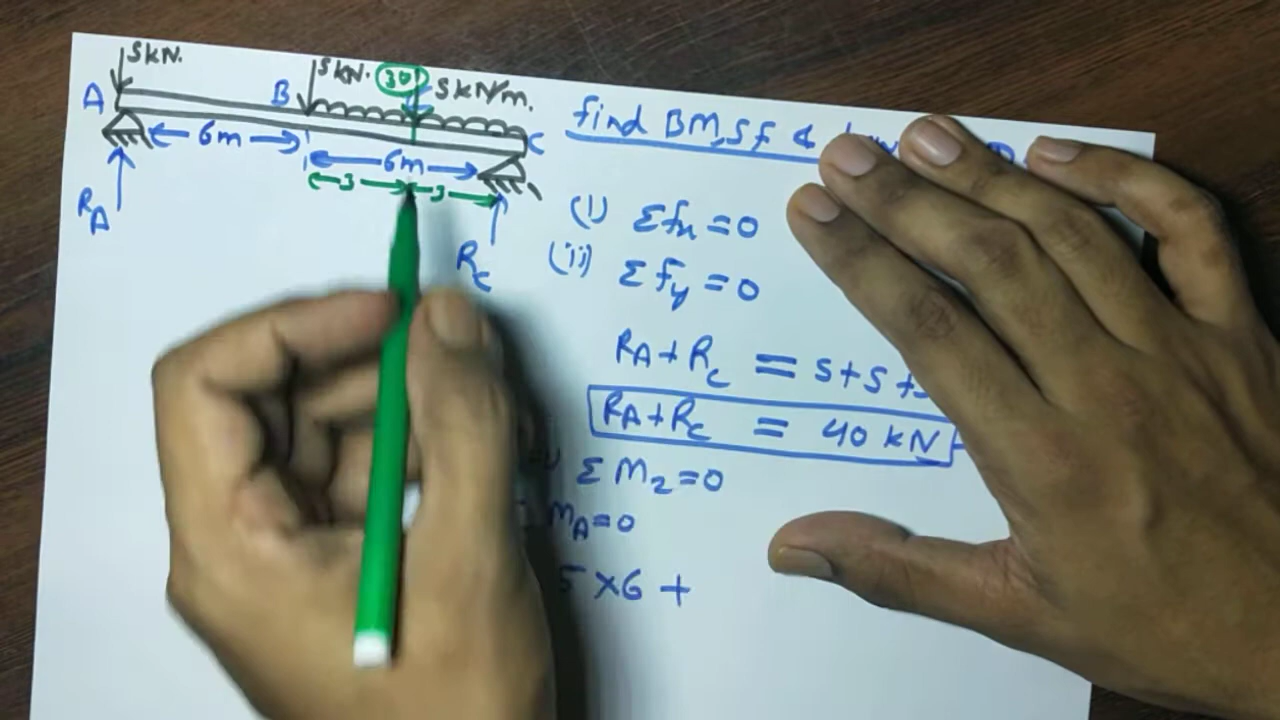 5kN.
5kN. 30 5kN/m.
A B C
6m
6m
3 3
RA
RC
find BM, Sf &
(i) Σfx=0
(ii) Σfy=0
RA+RC = 5+5+
RA+RC = 40 kN
ΣMz=0
MA=0
5×6+